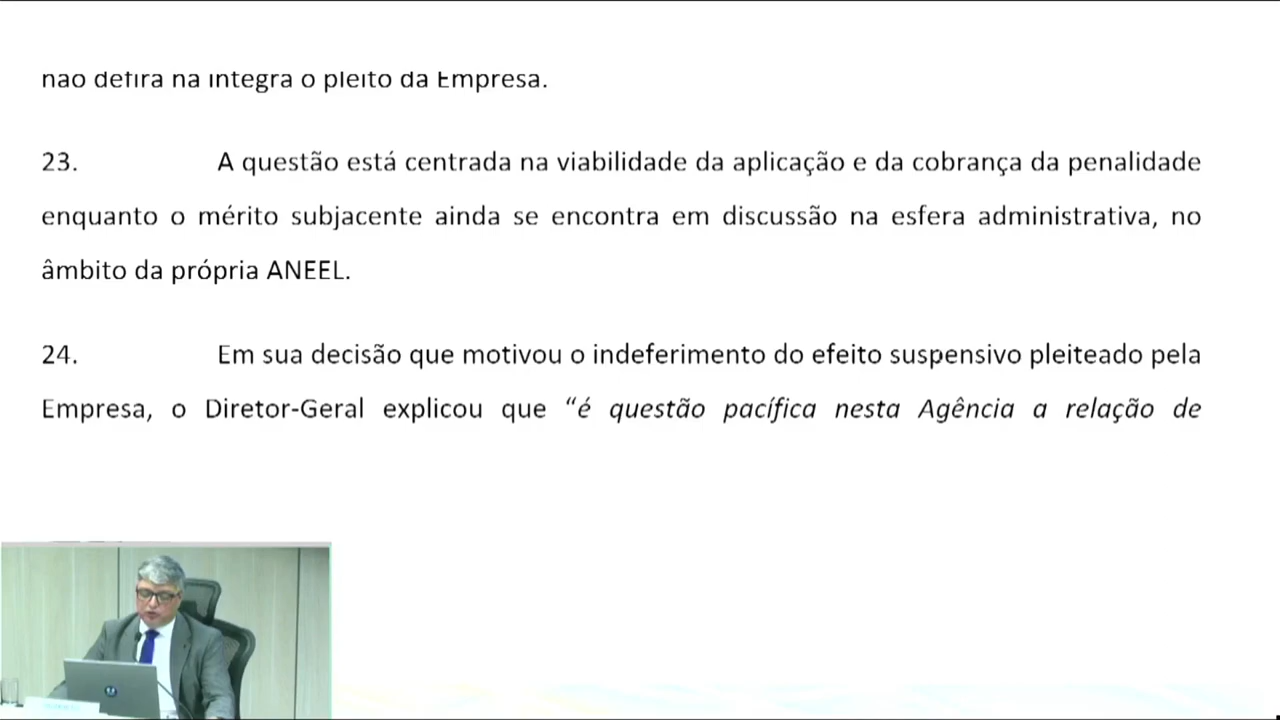 não defira na íntegra o pleito da Empresa.
23. A questão está centrada na viabilidade da aplicação e da cobrança da penalidade
enquanto o mérito subjacente ainda se encontra em discussão na esfera administrativa, no
âmbito da própria ANEEL.
24. Em sua decisão que motivou o indeferimento do efeito suspensivo pleiteado pela
Empresa, o Diretor-Geral explicou que “é questão pacífica nesta Agência a relação de